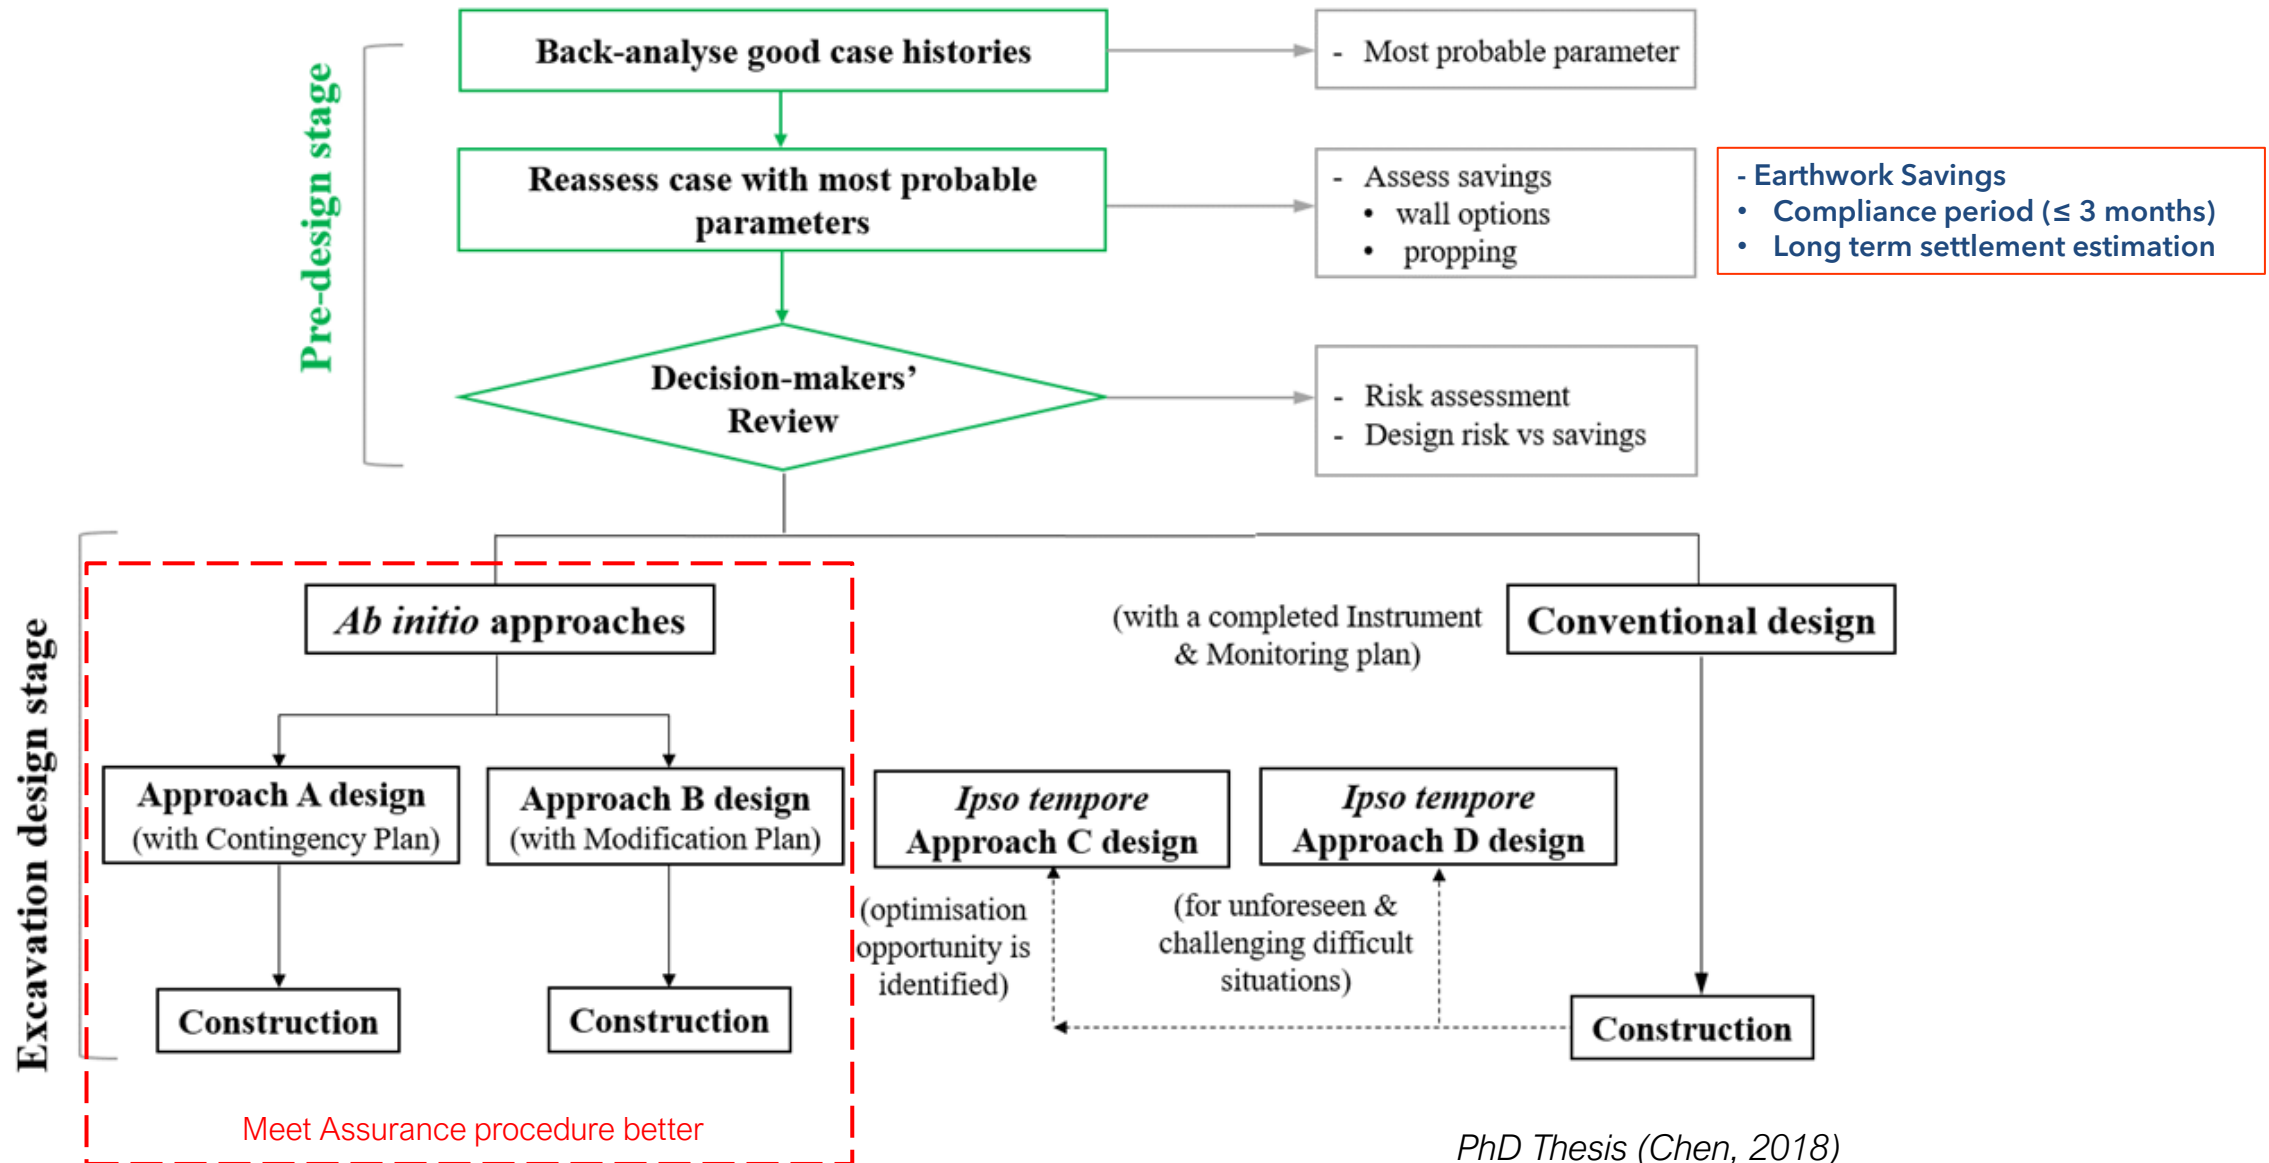 Pre-design stage
Back-analyse good case histories
- Most probable parameter
Reassess case with most probable
parameters
- Assess savings
• wall options
• propping
- Earthwork Savings
• Compliance period (≤ 3 months)
• Long term settlement estimation
Decision-makers’
Review
- Risk assessment
- Design risk vs savings
Excavation design stage
Ab initio approaches
(with a completed Instrument
& Monitoring plan)
Conventional design
Approach A design
(with Contingency Plan)
Approach B design
(with Modification Plan)
Ipso tempore
Approach C design
Ipso tempore
Approach D design
(optimisation
opportunity is
identified)
(for unforeseen &
challenging difficult
situations)
Construction
Construction
Construction
Meet Assurance procedure better
PhD Thesis (Chen, 2018)